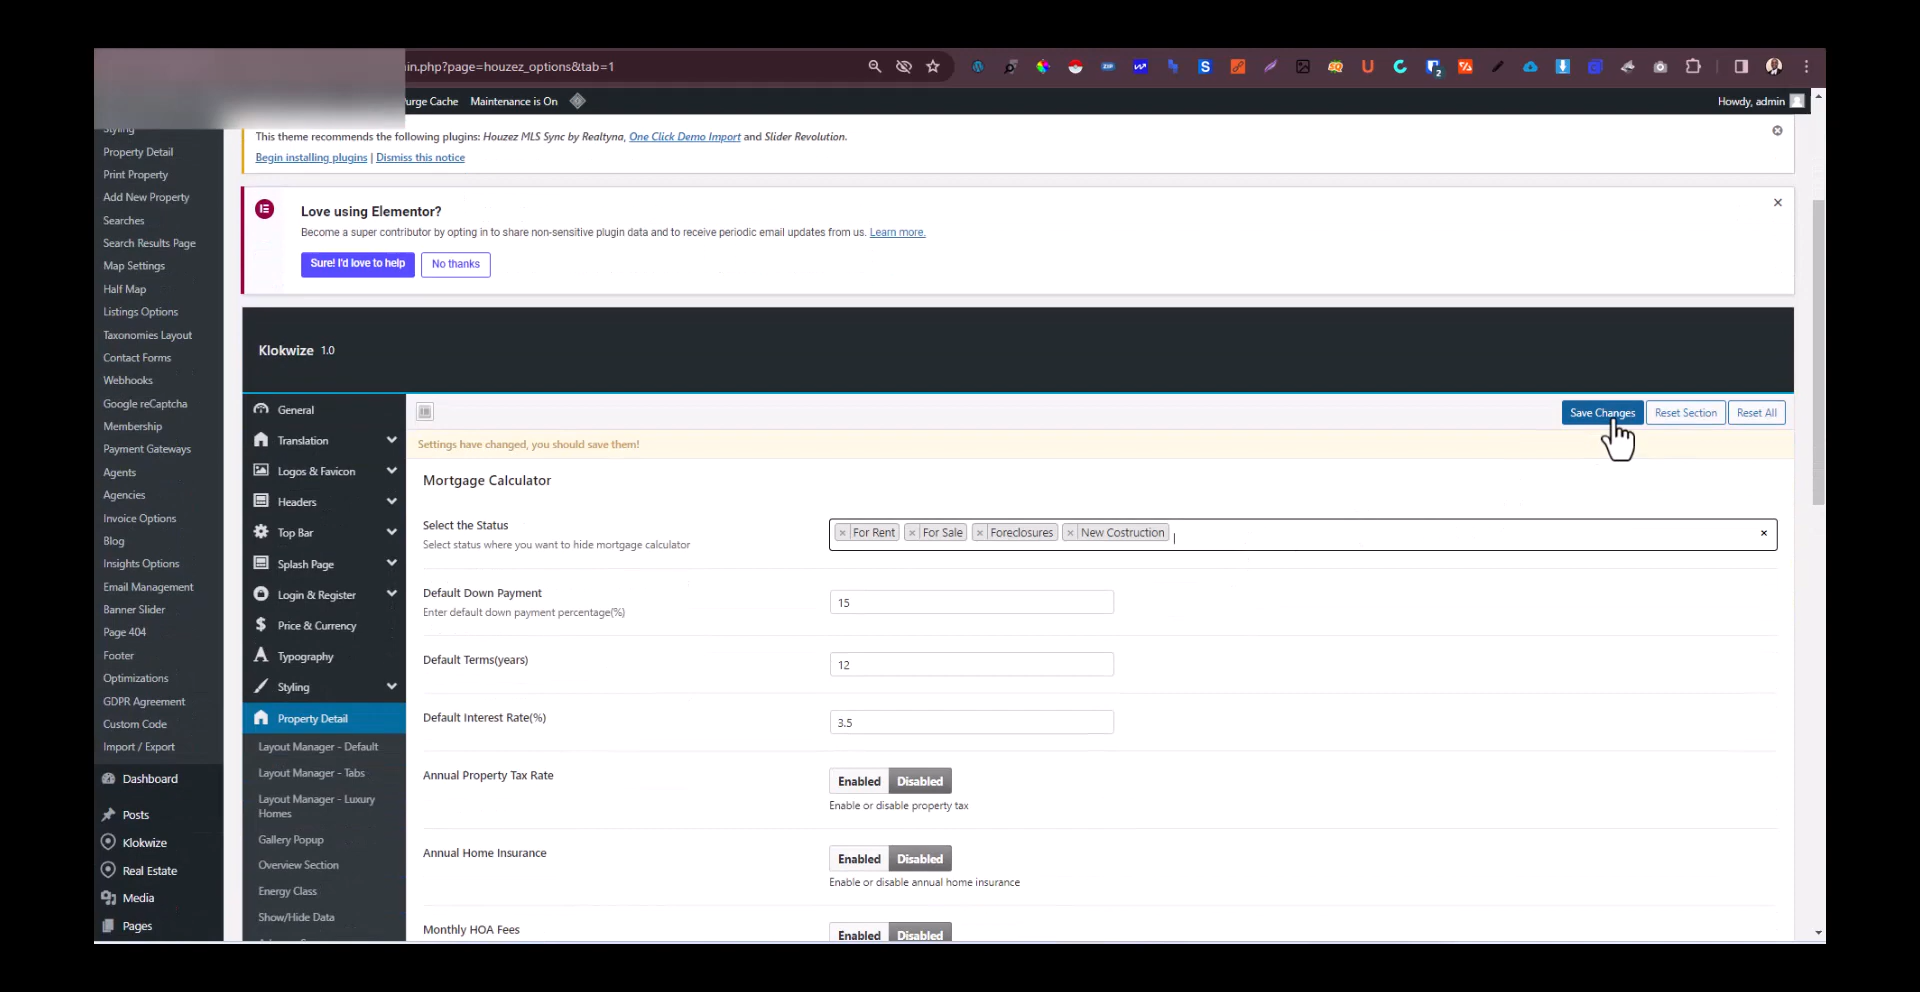 in.php?page=houzez_options&tab=1
urge Cache Maintenance is On
Howdy, admin
Styling
Property Detail
Print Property
Add New Property
Searches
Search Results Page
Map Settings
Half Map
Listings Options
Taxonomies Layout
Contact Forms
Webhooks
Google reCaptcha
Membership
Payment Gateways
Agents
Agencies
Invoice Options
Blog
Insights Options
Email Management
Banner Slider
Page 404
Footer
Optimizations
GDPR Agreement
Custom Code
Import / Export
Dashboard
Posts
Klokwize
Real Estate
Media
Pages
This theme recommends the following plugins: Houzez MLS Sync by Realtyna, One Click Demo Import and Slider Revolution.
Begin installing plugins | Dismiss this notice
Love using Elementor?
Become a super contributor by opting in to share non-sensitive plugin data and to receive periodic email updates from us. Learn more.
Sure! I'd love to help No thanks
Klokwize 1.0
General
Translation
Logos & Favicon
Headers
Top Bar
Splash Page
Login & Register
Price & Currency
Typography
Styling
Property Detail
Layout Manager - Default
Layout Manager - Tabs
Layout Manager - Luxury
Homes
Gallery Popup
Overview Section
Energy Class
Show/Hide Data
Save Changes Reset Section Reset All
Settings have changed, you should save them!
Mortgage Calculator
Select the Status
Select status where you want to hide mortgage calculator
× For Rent × For Sale × Foreclosures × New Costruction ×
Default Down Payment
Enter default down payment percentage(%)
15
Default Terms(years)
12
Default Interest Rate(%)
3.5
Annual Property Tax Rate
Enabled Disabled
Enable or disable property tax
Annual Home Insurance
Enabled Disabled
Enable or disable annual home insurance
Monthly HOA Fees
Enabled Disabled